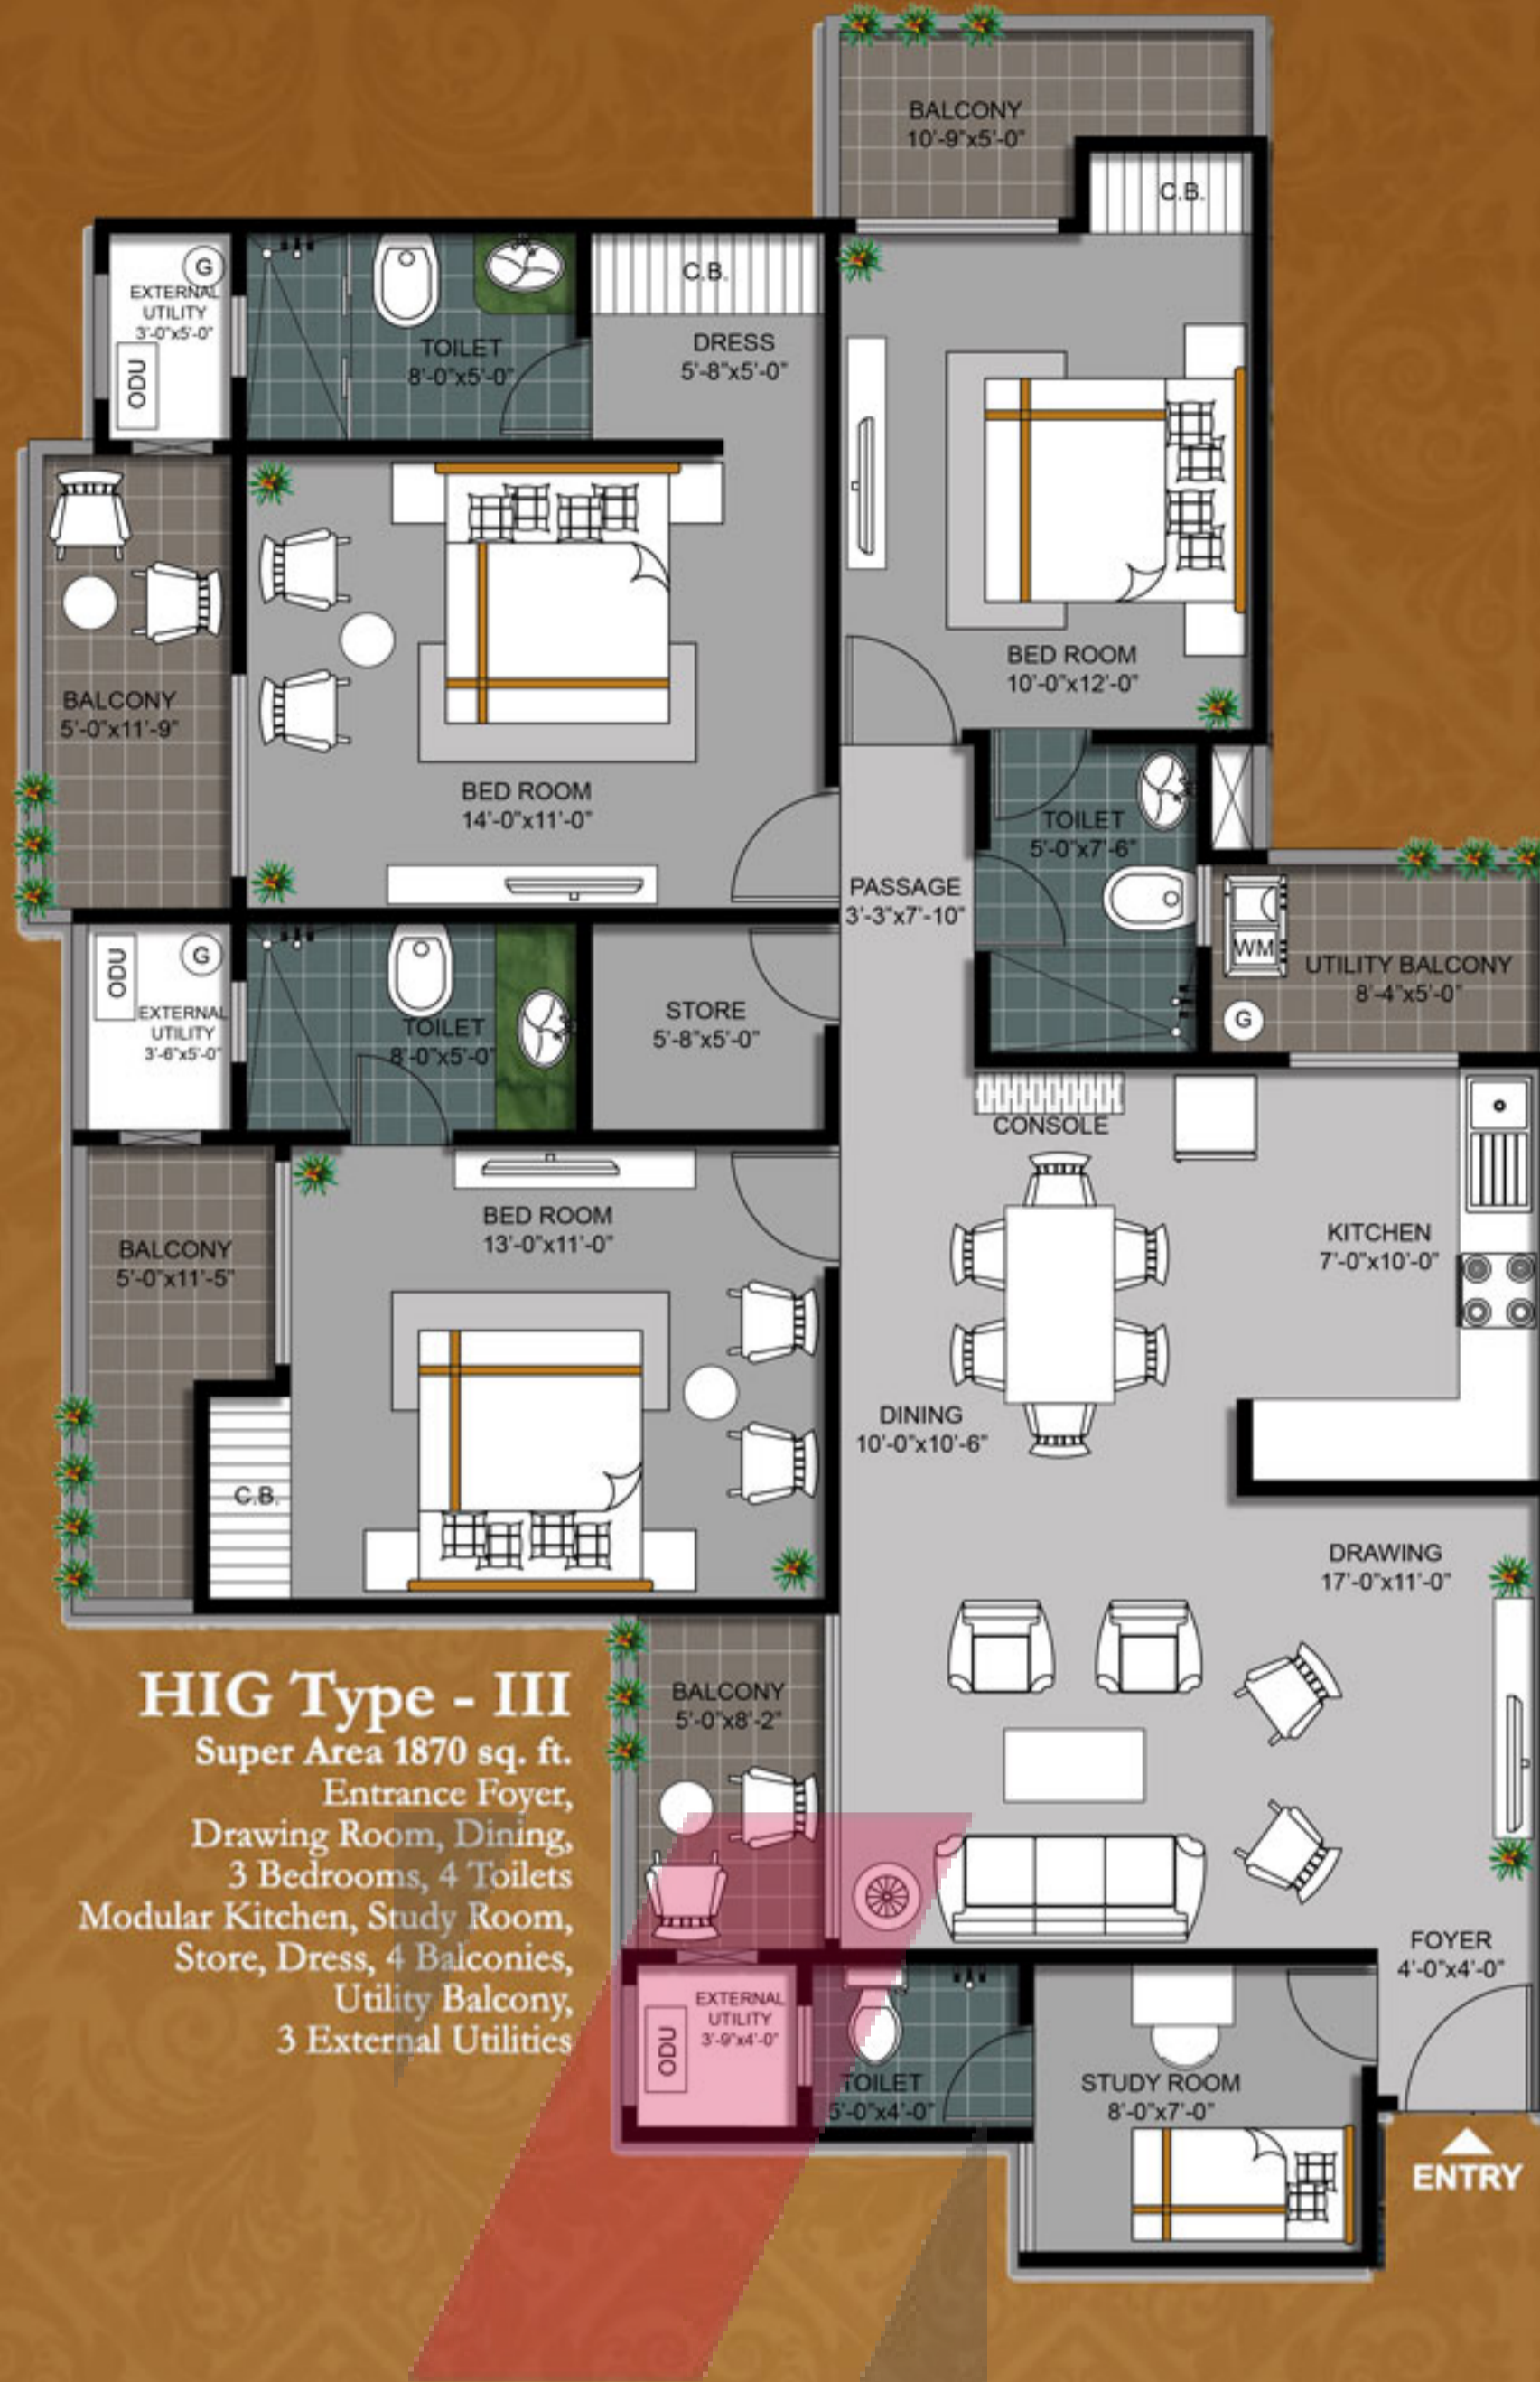 BALCONY
10'-9"x5'-0"
C.B.
G
EXTERNAL
UTILITY
3'-0"x5'-0"
ODU
TOILET
8'-0"x5'-0"
C.B.
DRESS
5'-8"x5'-0"
BED ROOM
10'-0"x12'-0"
BALCONY
5'-0"x11'-9"
BED ROOM
14'-0"x11'-0"
TOILET
5'-0"x7'-6"
PASSAGE
3'-3"x7'-10"
WM
G
UTILITY BALCONY
8'-4"x5'-0"
ODU
G
EXTERNAL
UTILITY
3'-6"x5'-0"
TOILET
8'-0"x5'-0"
STORE
5'-8"x5'-0"
CONSOLE
BALCONY
5'-0"x11'-5"
BED ROOM
13'-0"x11'-0"
KITCHEN
7'-0"x10'-0"
C.B.
DINING
10'-0"x10'-6"
DRAWING
17'-0"x11'-0"
HIG Type - III
Super Area 1870 sq. ft.
Entrance Foyer,
Drawing Room, Dining,
3 Bedrooms, 4 Toilets
Modular Kitchen, Study Room,
Store, Dress, 4 Balconies,
Utility Balcony,
3 External Utilities
BALCONY
5'-0"x8'-2"
FOYER
4'-0"x4'-0"
EXTERNAL
UTILITY
3'-9"x4'-0"
ODU
TOILET
5'-0"x4'-0"
STUDY ROOM
8'-0"x7'-0"
ENTRY